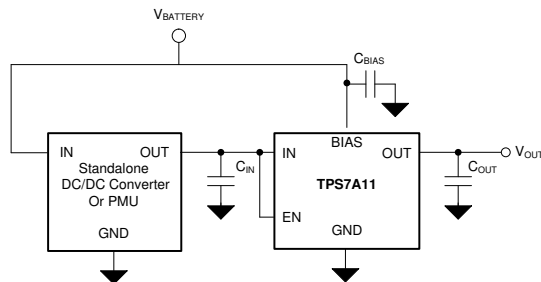 VBATTERY
CBIAS
IN OUT
Standalone
DC/DC Converter
Or PMU
GND
CIN
IN BIAS OUT
TPS7A11
EN
GND
COUT
VOUT